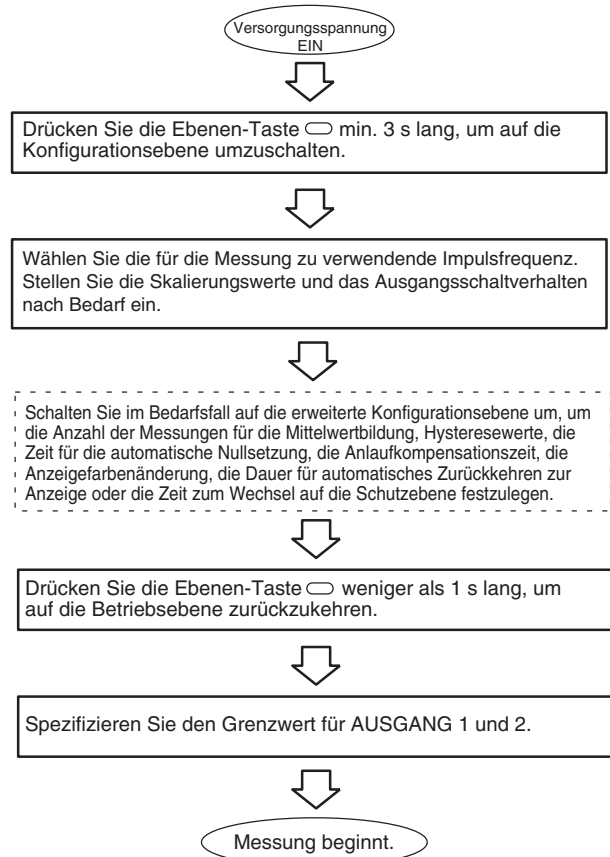 Versorgungsspannung
EIN
Drücken Sie die Ebenen-Taste min. 3 s lang, um auf die
Konfigurationsebene umzuschalten.
Wählen Sie die für die Messung zu verwendende Impulsfrequenz.
Stellen Sie die Skalierungswerte und das Ausgangsschaltverhalten
nach Bedarf ein.
Schalten Sie im Bedarfsfall auf die erweiterte Konfigurationsebene um, um
die Anzahl der Messungen für die Mittelwertbildung, Hysteresewerte, die
Zeit für die automatische Nullsetzung, die Anlaufkompensationszeit, die
Anzeigefarbenänderung, die Dauer für automatisches Zurückkehren zur
Anzeige oder die Zeit zum Wechsel auf die Schutzebene festzulegen.
Drücken Sie die Ebenen-Taste weniger als 1 s lang, um
auf die Betriebsebene zurückzukehren.
Spezifizieren Sie den Grenzwert für AUSGANG 1 und 2.
Messung beginnt.